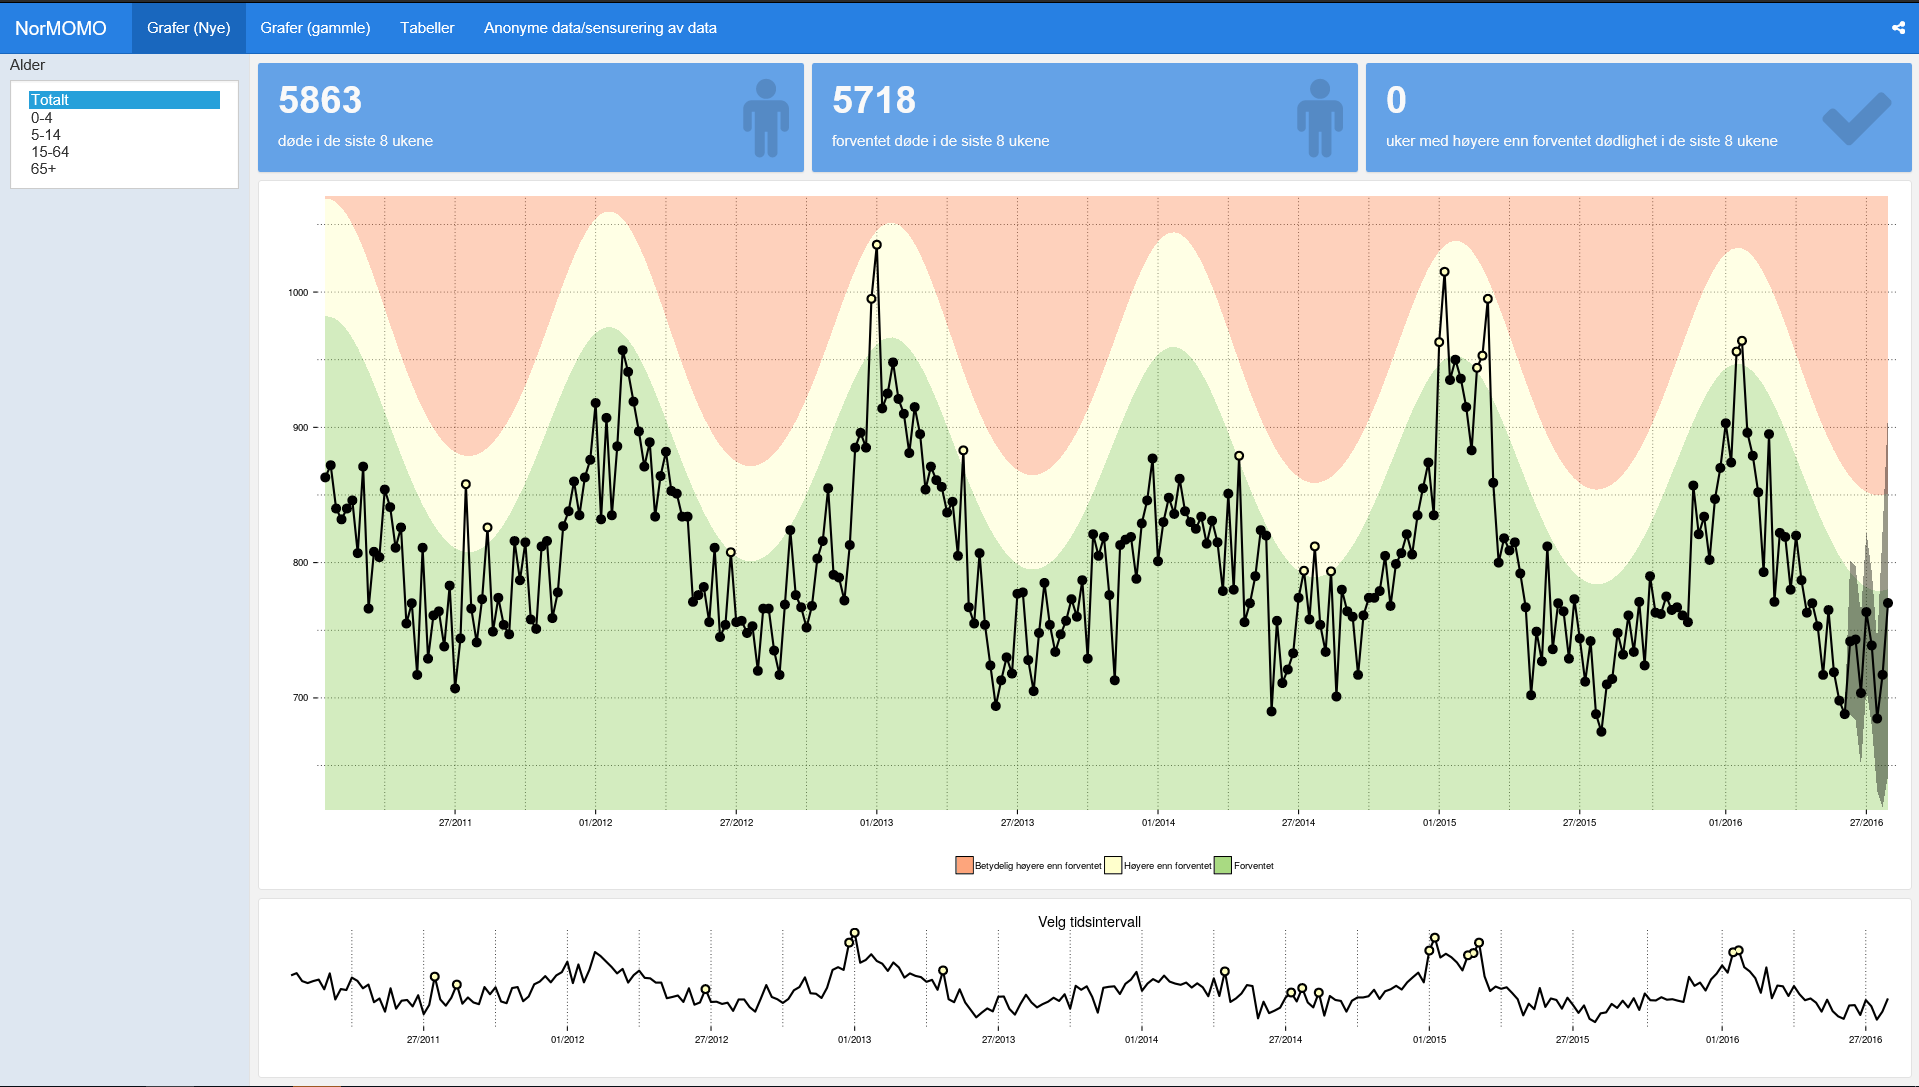 NorMOMO Grafer (Nye) Grafer (gammle) Tabeller Anonyme data/sensurering av data
Alder
Totalt
0-4
5-14
15-64
65+
5863
døde i de siste 8 ukene
5718
forventet døde i de siste 8 ukene
0
uker med høyere enn forventet dødlighet i de siste 8 ukene
1000
900
800
700
27/2011 01/2012 27/2012 01/2013 27/2013 01/2014 27/2014 01/2015 27/2015 01/2016 27/2016
Betydelig høyere enn forventet Høyere enn forventet Forventet
Velg tidsintervall
27/2011 01/2012 27/2012 01/2013 27/2013 01/2014 27/2014 01/2015 27/2015 01/2016 27/2016